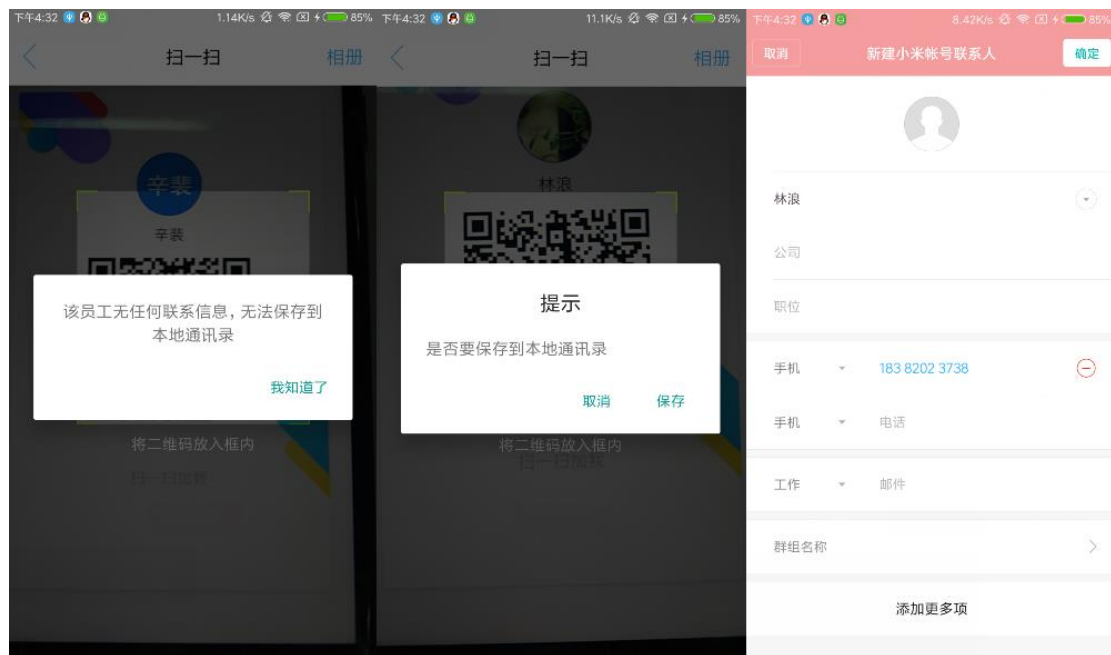 下午4:32
1.14K/s
85%
扫一扫
相册
辛裴
辛裴
该员工无任何联系信息，无法保存到
本地通讯录
我知道了
将二维码放入框内
扫一扫加我
下午4:32
11.1K/s
85%
扫一扫
相册
林浪
提示
是否要保存到本地通讯录
取消
保存
将二维码放入框内
扫一扫加我
下午4:32
8.42K/s
85%
取消
新建小米帐号联系人
确定
林浪
公司
职位
手机
183 8202 3738
手机
电话
工作
邮件
群组名称
添加更多项